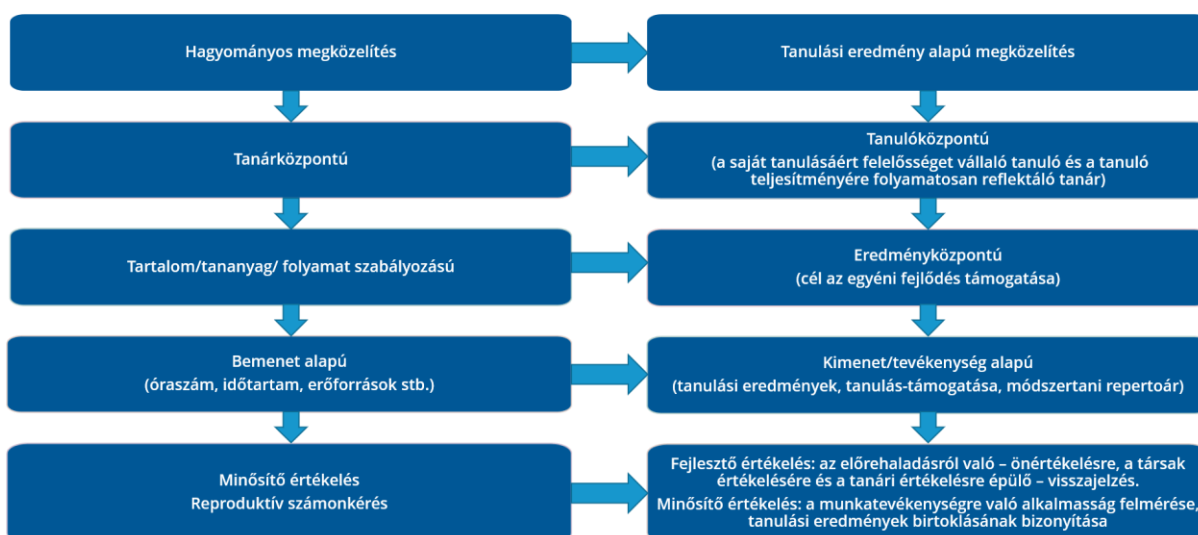 Hagyományos megközelítés
Tanulási eredmény alapú megközelítés
Tanárközpontú
Tanulóközpontú
(a saját tanulásáért felelősséget vállaló tanuló és a tanuló
teljesítményére folyamatosan reflektáló tanár)
Tartalom/tananyag/ folyamat szabályozású
Eredményközpontú
(cél az egyéni fejlődés támogatása)
Bemenet alapú
(óraszám, időtartam, erőforrások stb.)
Kimenet/tevékenység alapú
(tanulási eredmények, tanulás-támogatása, módszertani repertoár)
Minősítő értékelés
Reproduktív számonkérés
Fejlesztő értékelés: az előrehaladásról való – önértékelésre, a társak
értékelésére és a tanári értékelésre épülő – visszajelzés.
Minősítő értékelés: a munkatevékenységre való alkalmasság felmérése,
tanulási eredmények birtoklásának bizonyítása